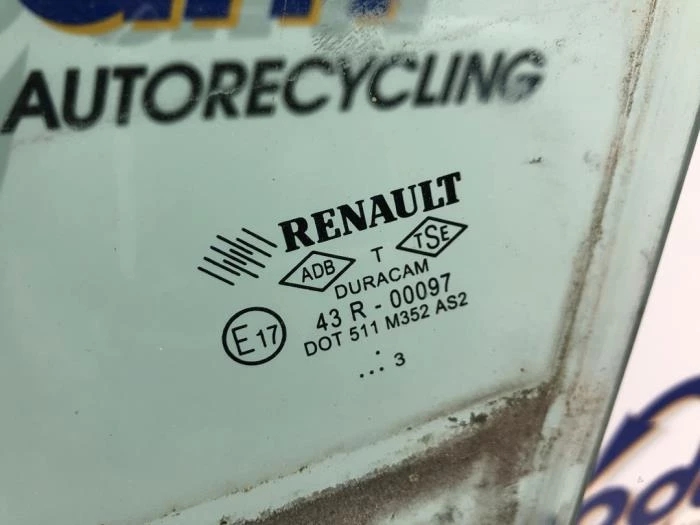 AUTORECYCLING
RENAULT
ADB T TSE
DURACAM
E17 43 R - 00097
DOT 511 M352 AS2
... 3